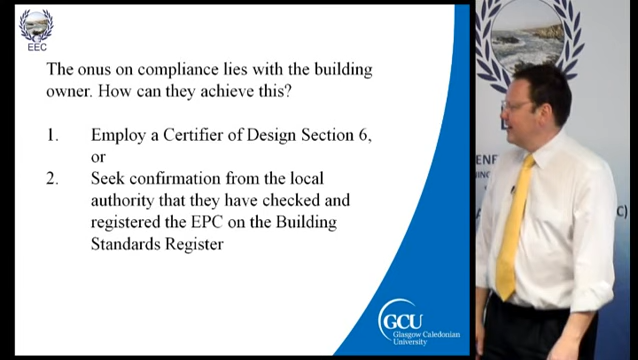 EEC
The onus on compliance lies with the building
owner. How can they achieve this?
1. Employ a Certifier of Design Section 6,
or
2. Seek confirmation from the local
authority that they have checked and
registered the EPC on the Building
Standards Register
GCU
Glasgow Caledonian
University
ENE
C)